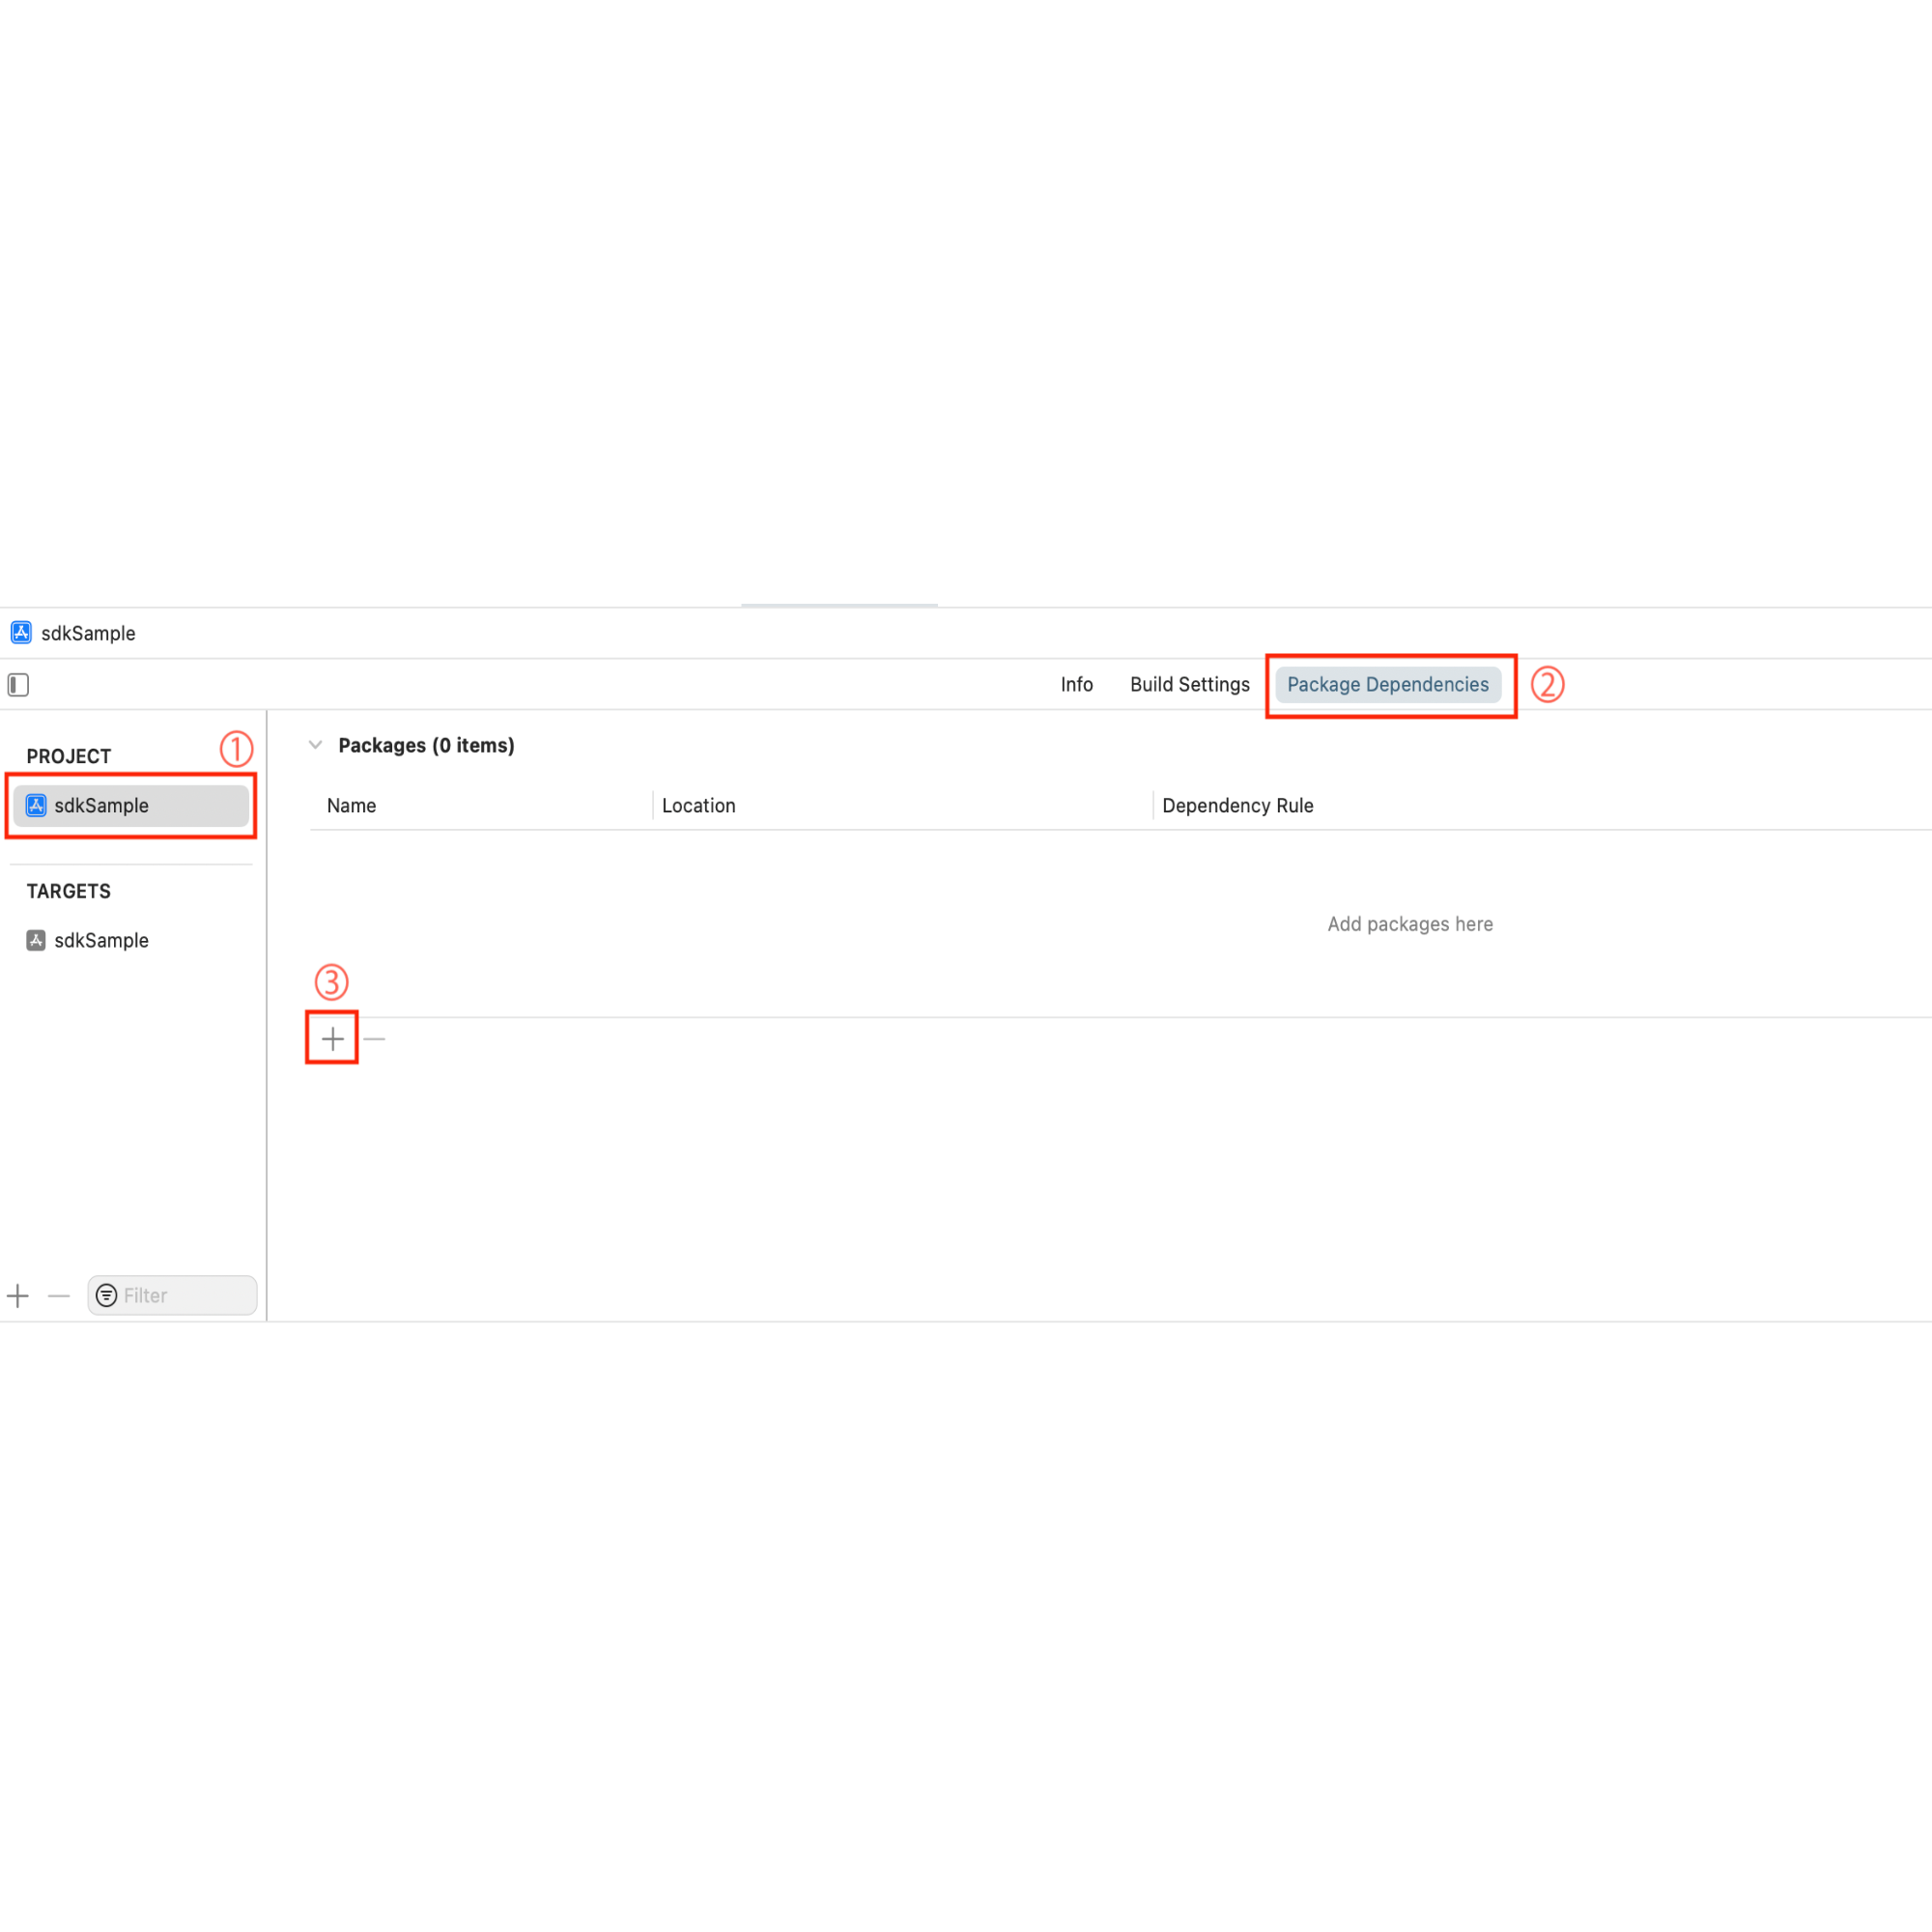 sdkSample
Info Build Settings Package Dependencies ②
PROJECT ①
sdkSample
TARGETS
sdkSample
Packages (0 items)
Name Location Dependency Rule
Add packages here
③
Filter